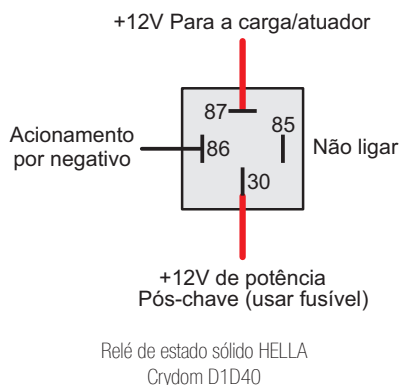 +12V Para a carga/atuador
87
85
Acionamento
por negativo
86
Não ligar
30
+12V de potência
Pós-chave (usar fusível)
Relé de estado sólido HELLA
Crydom D1D40